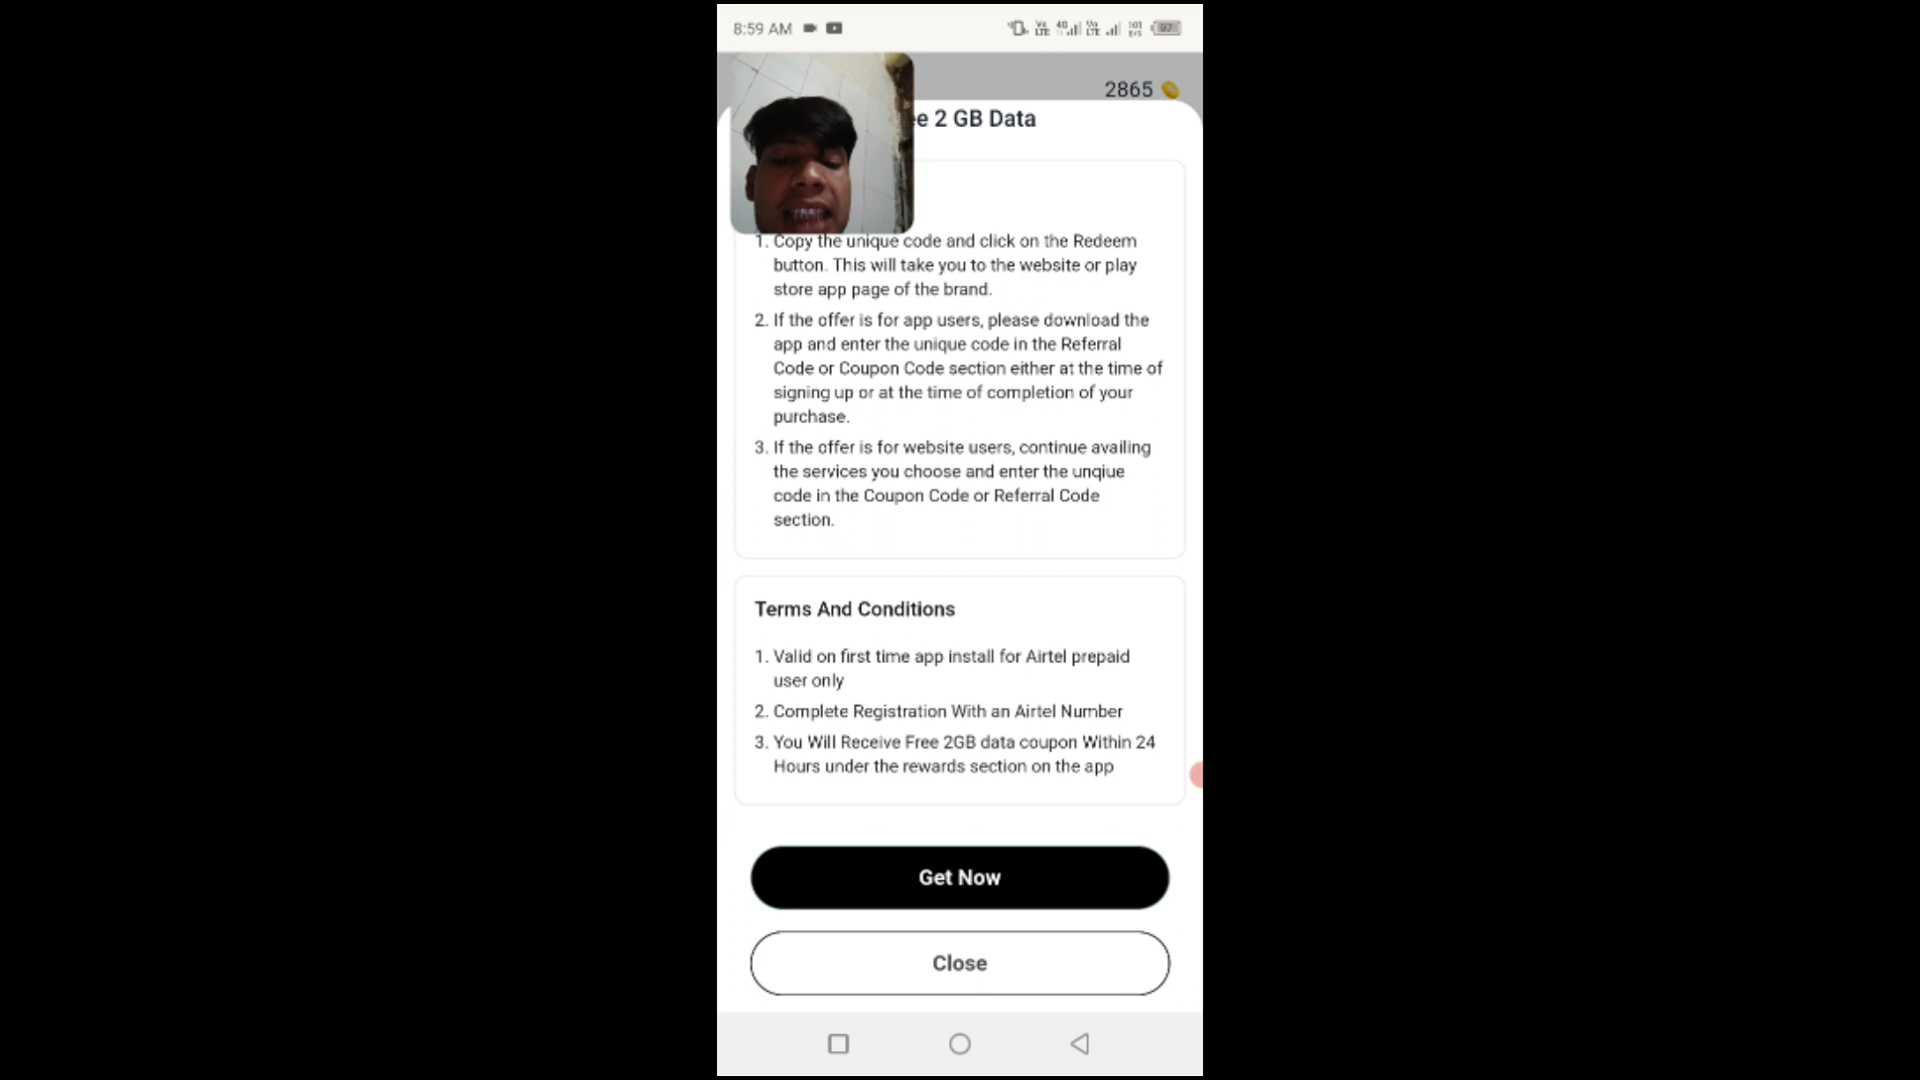 8:59 AM
2865
e 2 GB Data
1. Copy the unique code and click on the Redeem
button. This will take you to the website or play
store app page of the brand.
2. If the offer is for app users, please download the
app and enter the unique code in the Referral
Code or Coupon Code section either at the time of
signing up or at the time of completion of your
purchase.
3. If the offer is for website users, continue availing
the services you choose and enter the unqiue
code in the Coupon Code or Referral Code
section.
Terms And Conditions
1. Valid on first time app install for Airtel prepaid
user only
2. Complete Registration With an Airtel Number
3. You Will Receive Free 2GB data coupon Within 24
Hours under the rewards section on the app
Get Now
Close